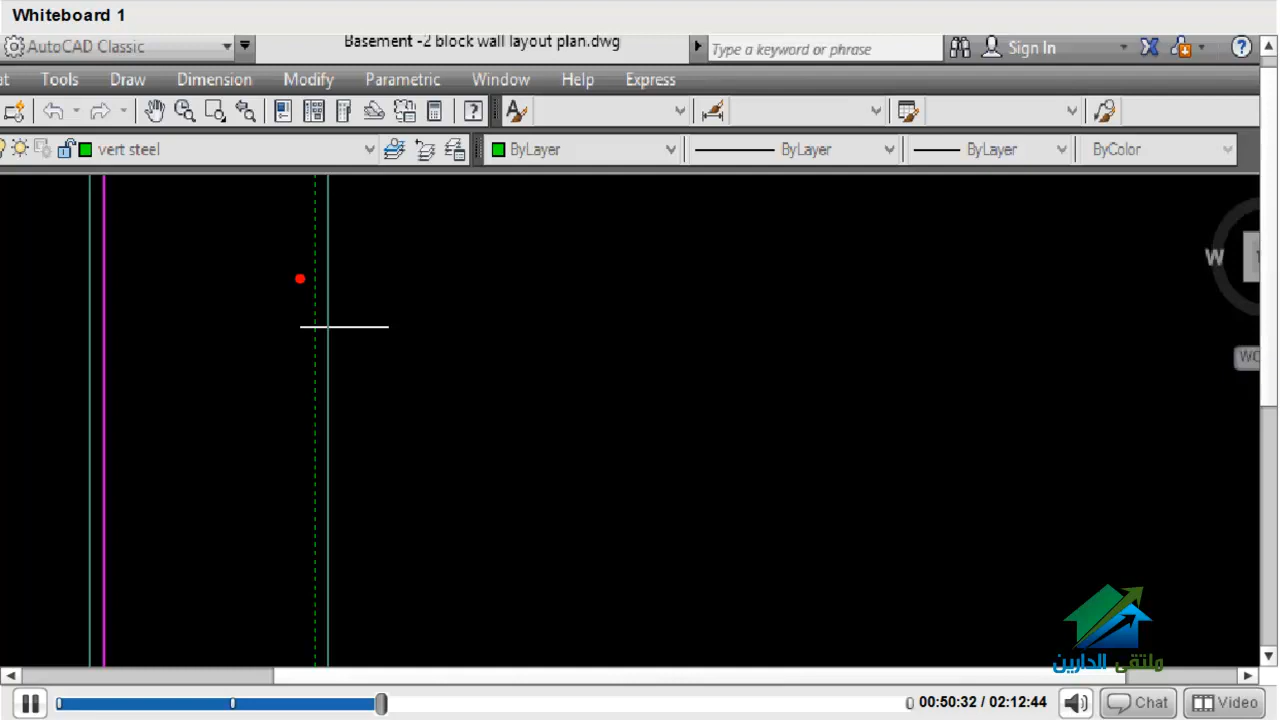 Whiteboard 1
AutoCAD Classic
Basement -2 block wall layout plan.dwg
Type a keyword or phrase
Sign In
at Tools Draw Dimension Modify Parametric Window Help Express
vert steel
ByLayer
ByLayer
ByLayer
ByColor
W
WC
ملتقى الدارين
00:50:32 / 02:12:44
Chat
Video